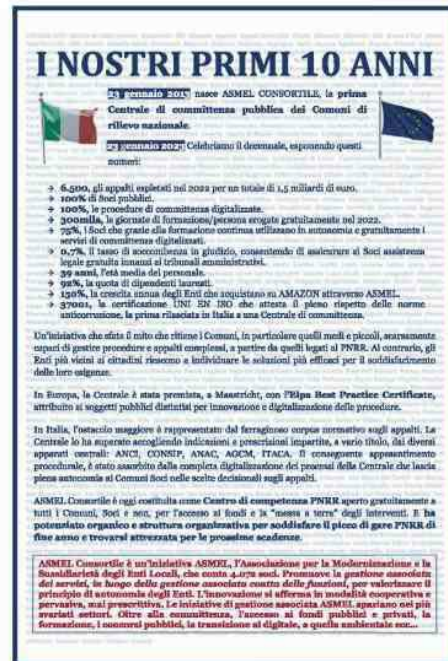 I NOSTRI PRIMI 10 ANNI
23 gennaio 2013 nasce ASMEL CONSORTILE, la prima
Centrale di committenza pubblica dei Comuni di
rilievo nazionale.
23 gennaio 2023 Celebriamo il decennale, esponendo questi
numeri:
→ 6.500, gli appalti espletati nel 2022 per un totale di 1,5 miliardi di euro.
→ 100% di Soci pubblici.
→ 100%, le procedure di committenza digitalizzate.
→ 300mila, le giornate di formazione/persona erogate gratuitamente nel 2022.
→ 75%, i Soci che grazie alla formazione continua utilizzano in autonomia e gratuitamente i
servizi di committenza digitalizzati.
→ 0,7%, il tasso di soccombenza in giudizio, consentendo di assicurare ai Soci assistenza
legale gratuita innanzi ai tribunali amministrativi.
→ 39 anni, l'età media del personale.
→ 92%, la quota di dipendenti laureati.
→ 130%, la crescita annua degli Enti che acquistano su AMAZON attraverso ASMEL.
→ 37001, la certificazione UNI EN ISO che attesta il pieno rispetto delle norme
anticorruzione, la prima rilasciata in Italia a una Centrale di committenza.
Un'iniziativa che sfata il mito che ritiene i Comuni, in particolare quelli medi e piccoli, scarsamente
capaci di gestire procedure e appalti complessi, a partire da quelli legati al PNRR. Al contrario, gli
Enti più vicini ai cittadini riescono a individuare le soluzioni più efficaci per il soddisfacimento
delle loro esigenze.
In Europa, la Centrale è stata premiata, a Maastricht, con l'Eipa Best Practice Certificate,
attribuito ai soggetti pubblici distintisi per innovazione e digitalizzazione delle procedure.
In Italia, l'ostacolo maggiore è rappresentato dal farraginoso corpus normativo sugli appalti. La
Centrale lo ha superato accogliendo indicazioni e prescrizioni impartite, a vario titolo, dai diversi
apparati centrali: ANCI, CONSIP, ANAC, AGCM, ITACA. Il conseguente appesantimento
procedurale, è stato assorbito dalla completa digitalizzazione dei processi della Centrale che lascia
piena autonomia ai Comuni Soci nelle scelte decisionali sugli appalti.
ASMEL Consortile è oggi costituita come Centro di competenza PNRR aperto gratuitamente a
tutti i Comuni, Soci e non, per l'accesso ai fondi e la "messa a terra" degli interventi. E ha
potenziato organico e struttura organizzativa per soddisfare il picco di gare PNRR di
fine anno e trovarsi attrezzata per le prossime scadenze.
ASMEL Consortile è un'iniziativa ASMEL, l'Associazione per la Modernizzazione e la
Sussidiarietà degli Enti Locali, che conta 4.072 soci. Promuove la gestione associata
dei servizi, in luogo della gestione associata coatta delle funzioni, per valorizzare il
principio di autonomia degli Enti. L'innovazione si afferma in modalità cooperativa e
pervasiva, mai prescrittiva. Le iniziative di gestione associata ASMEL spaziano nei più
svariati settori. Oltre alla committenza, l'accesso ai fondi pubblici e privati, la
formazione, i concorsi pubblici, la transizione al digitale, a quella ambientale ecc...